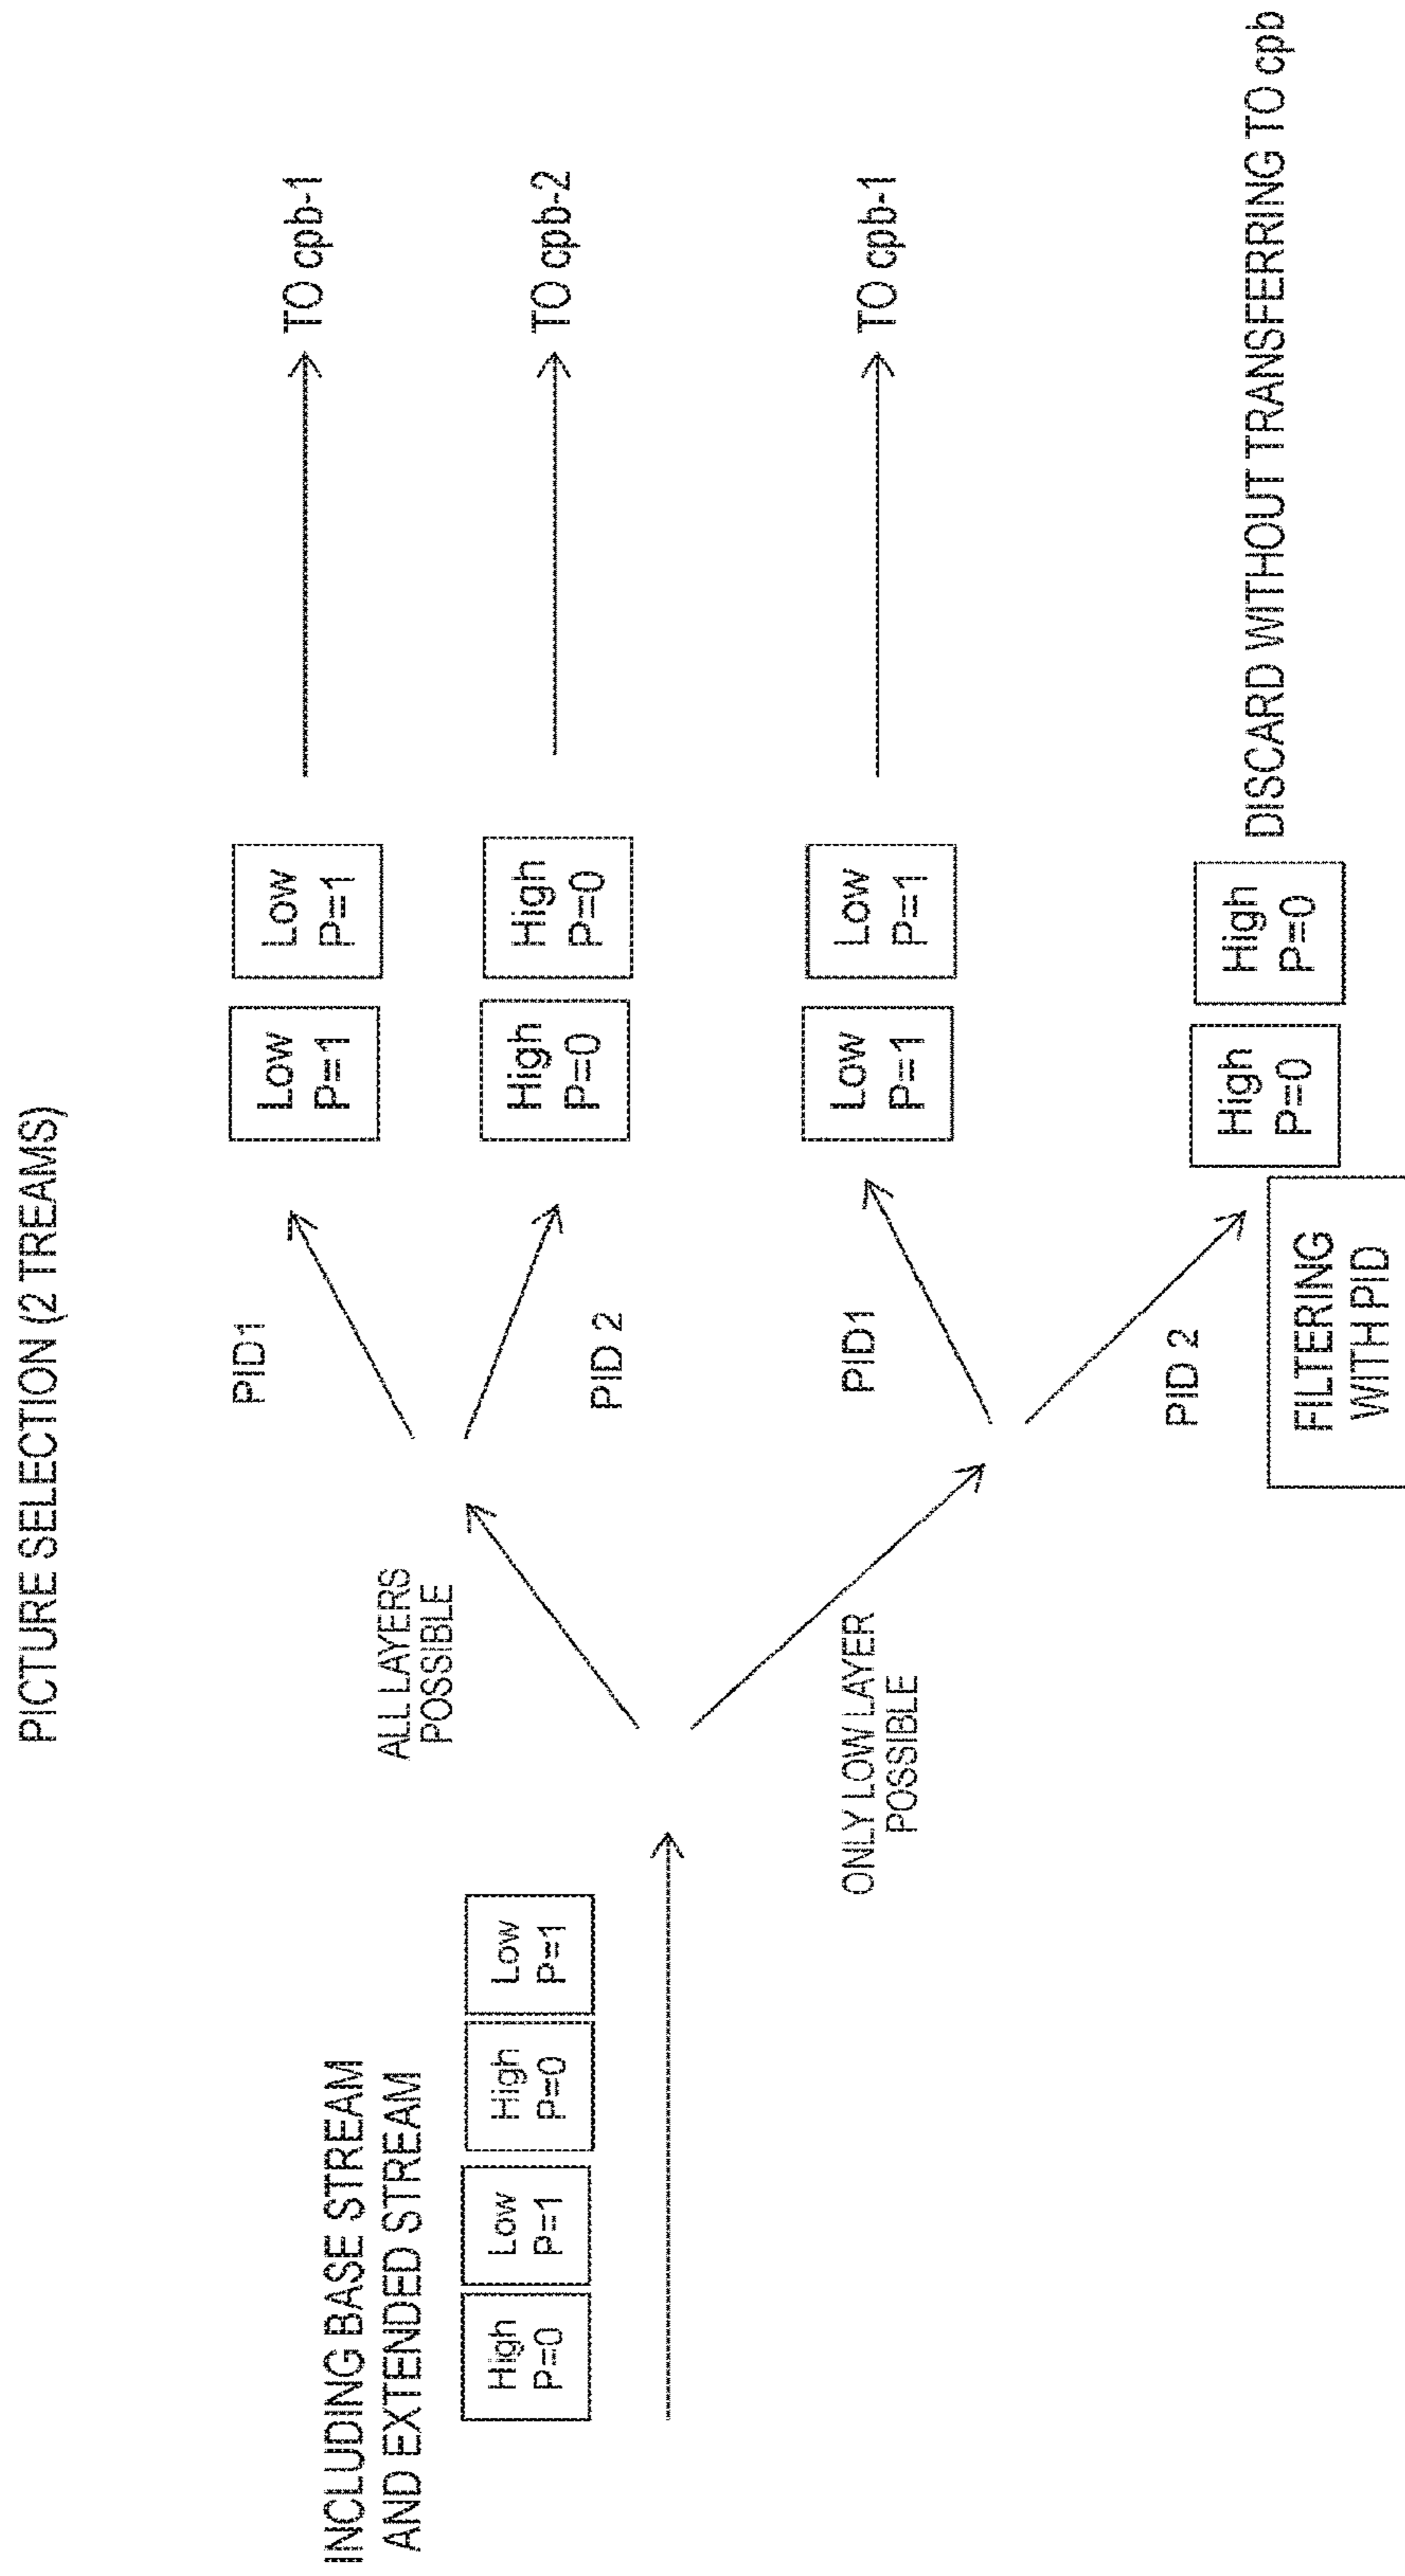 PICTURE SELECTION (2 TREAMS)
INCLUDING BASE STREAM
AND EXTENDED STREAM
High
P=0
Low
P=1
High
P=0
Low
P=1
ALL LAYERS
POSSIBLE
ONLY LOW LAYER
POSSIBLE
PID1
Low
P=1
Low
P=1
TO cpb-1
PID 2
High
P=0
High
P=0
TO cpb-2
PID1
Low
P=1
Low
P=1
TO cpb-1
PID 2
High
P=0
High
P=0
DISCARD WITHOUT TRANSFERRING TO cpb
FILTERING
WITH PID